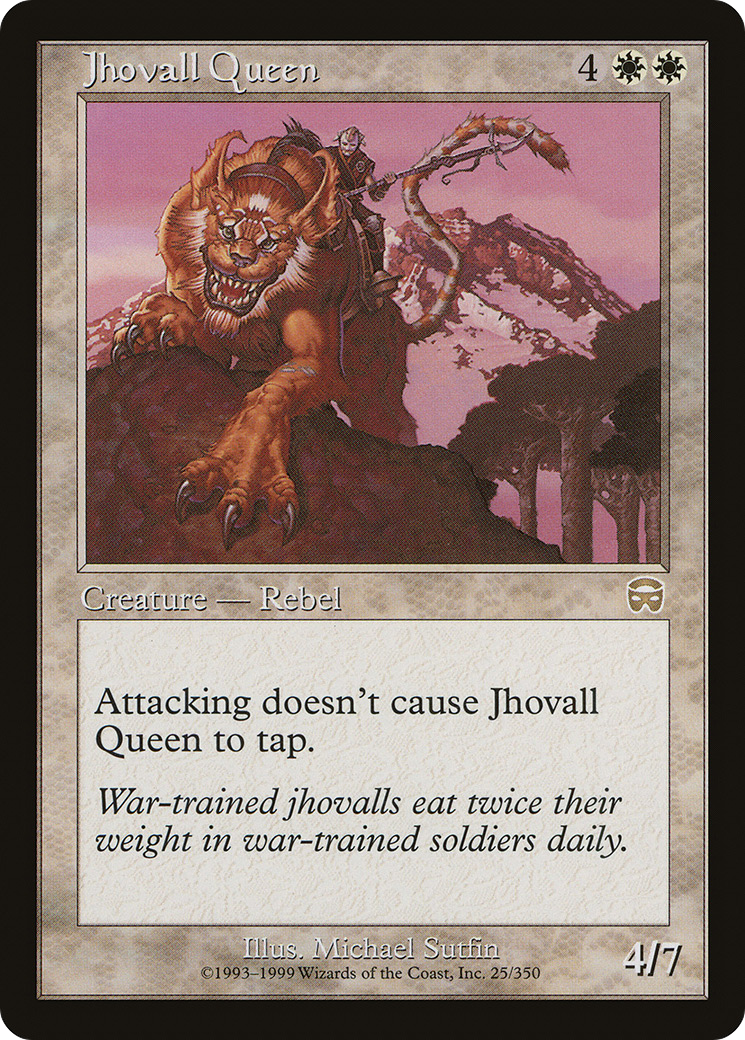 Jhovall Queen 4
Creature — Rebel
Attacking doesn't cause Jhovall
Queen to tap.
War-trained jhovalls eat twice their
weight in war-trained soldiers daily.
Illus. Michael Sutfin
©1993–1999 Wizards of the Coast, Inc. 25/350
4/7